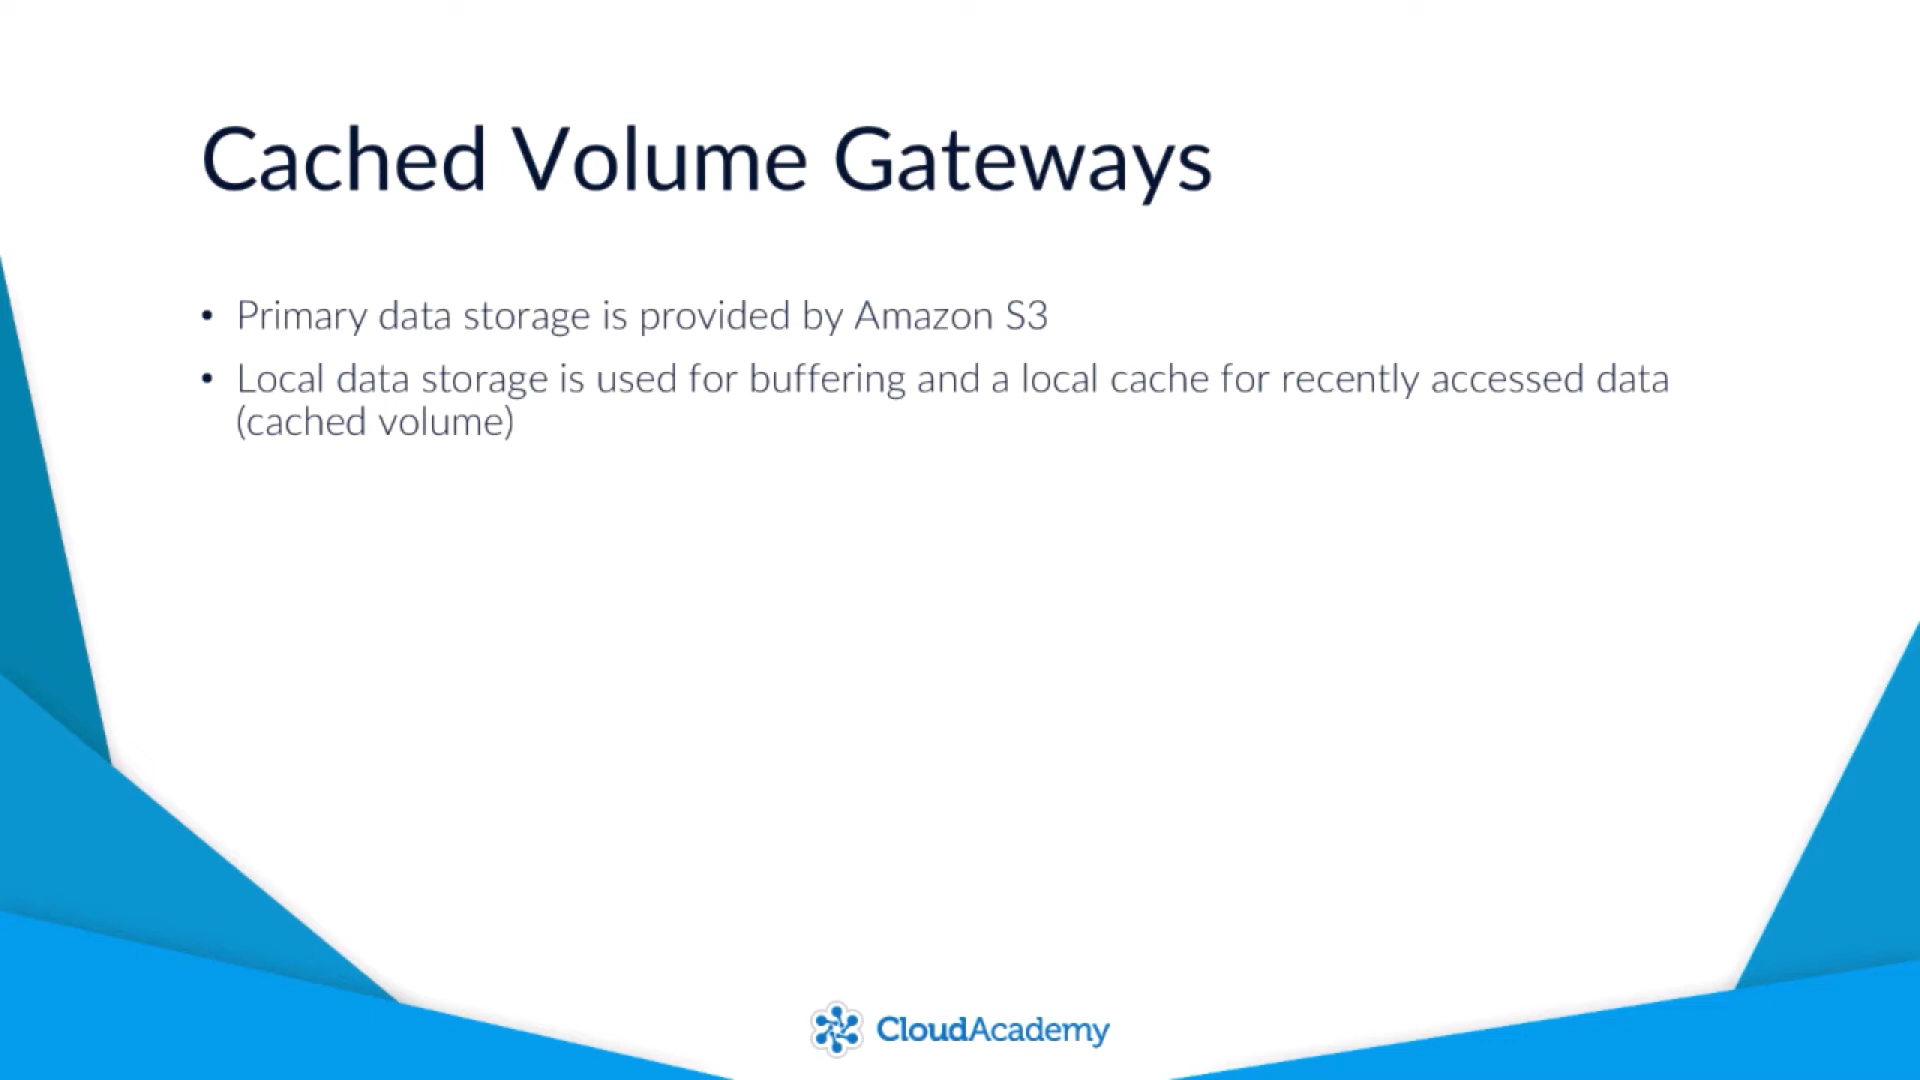 Cached Volume Gateways
• Primary data storage is provided by Amazon S3
• Local data storage is used for buffering and a local cache for recently accessed data
(cached volume)
CloudAcademy